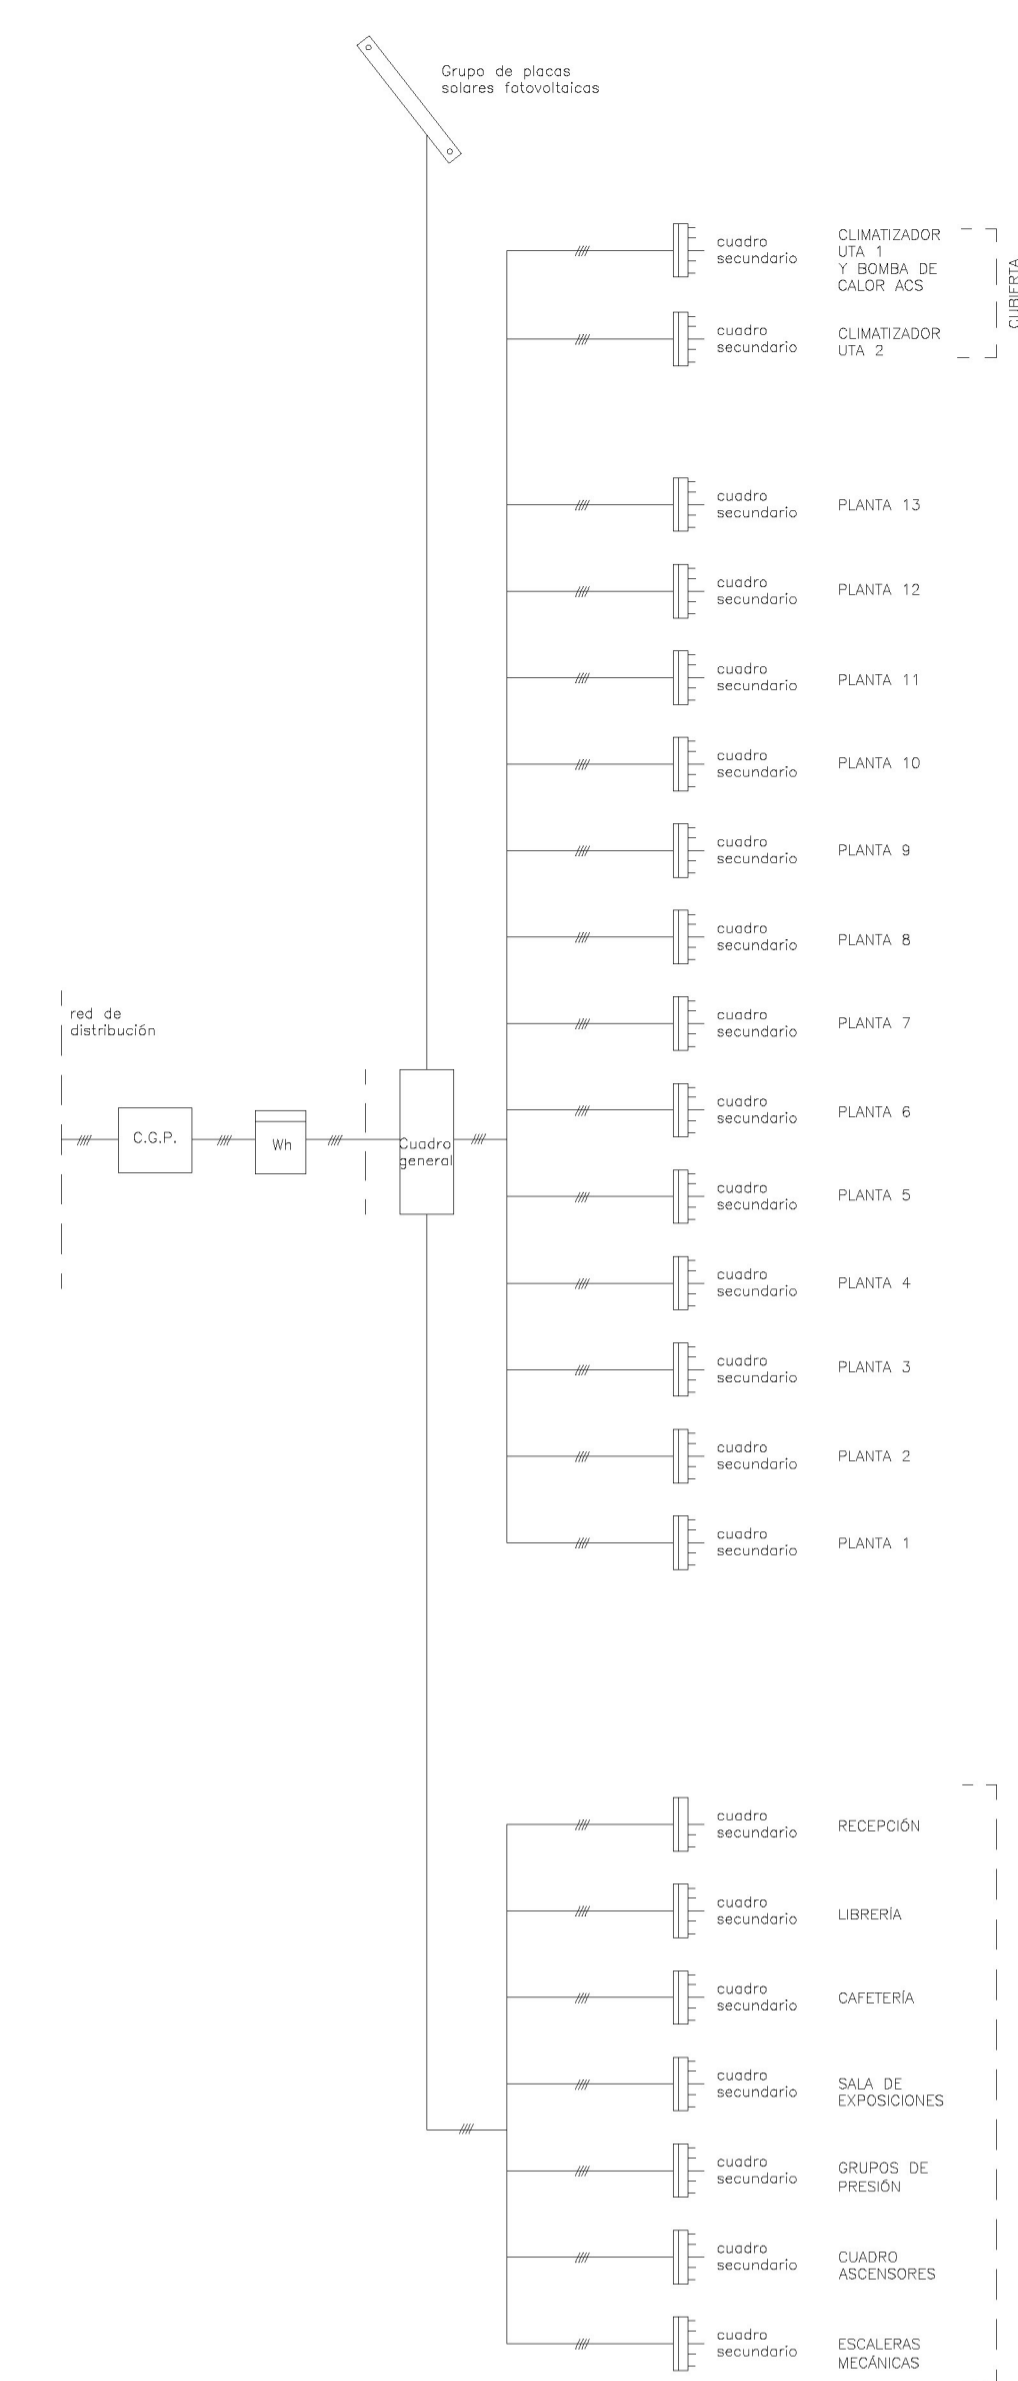 Grupo de placas
solares fotovoltaicas
cuadro
secundario
CLIMATIZADOR
UTA 1
Y BOMBA DE
CALOR ACS
CUBIERTA
cuadro
secundario
CLIMATIZADOR
UTA 2
cuadro
secundario
PLANTA 13
cuadro
secundario
PLANTA 12
cuadro
secundario
PLANTA 11
cuadro
secundario
PLANTA 10
cuadro
secundario
PLANTA 9
cuadro
secundario
PLANTA 8
red de
distribución
cuadro
secundario
PLANTA 7
C.G.P.
Wh
Cuadro
general
cuadro
secundario
PLANTA 6
cuadro
secundario
PLANTA 5
cuadro
secundario
PLANTA 4
cuadro
secundario
PLANTA 3
cuadro
secundario
PLANTA 2
cuadro
secundario
PLANTA 1
cuadro
secundario
RECEPCIÓN
cuadro
secundario
LIBRERÍA
cuadro
secundario
CAFETERÍA
cuadro
secundario
SALA DE
EXPOSICIONES
cuadro
secundario
GRUPOS DE
PRESIÓN
cuadro
secundario
CUADRO
ASCENSORES
cuadro
secundario
ESCALERAS
MECÁNICAS